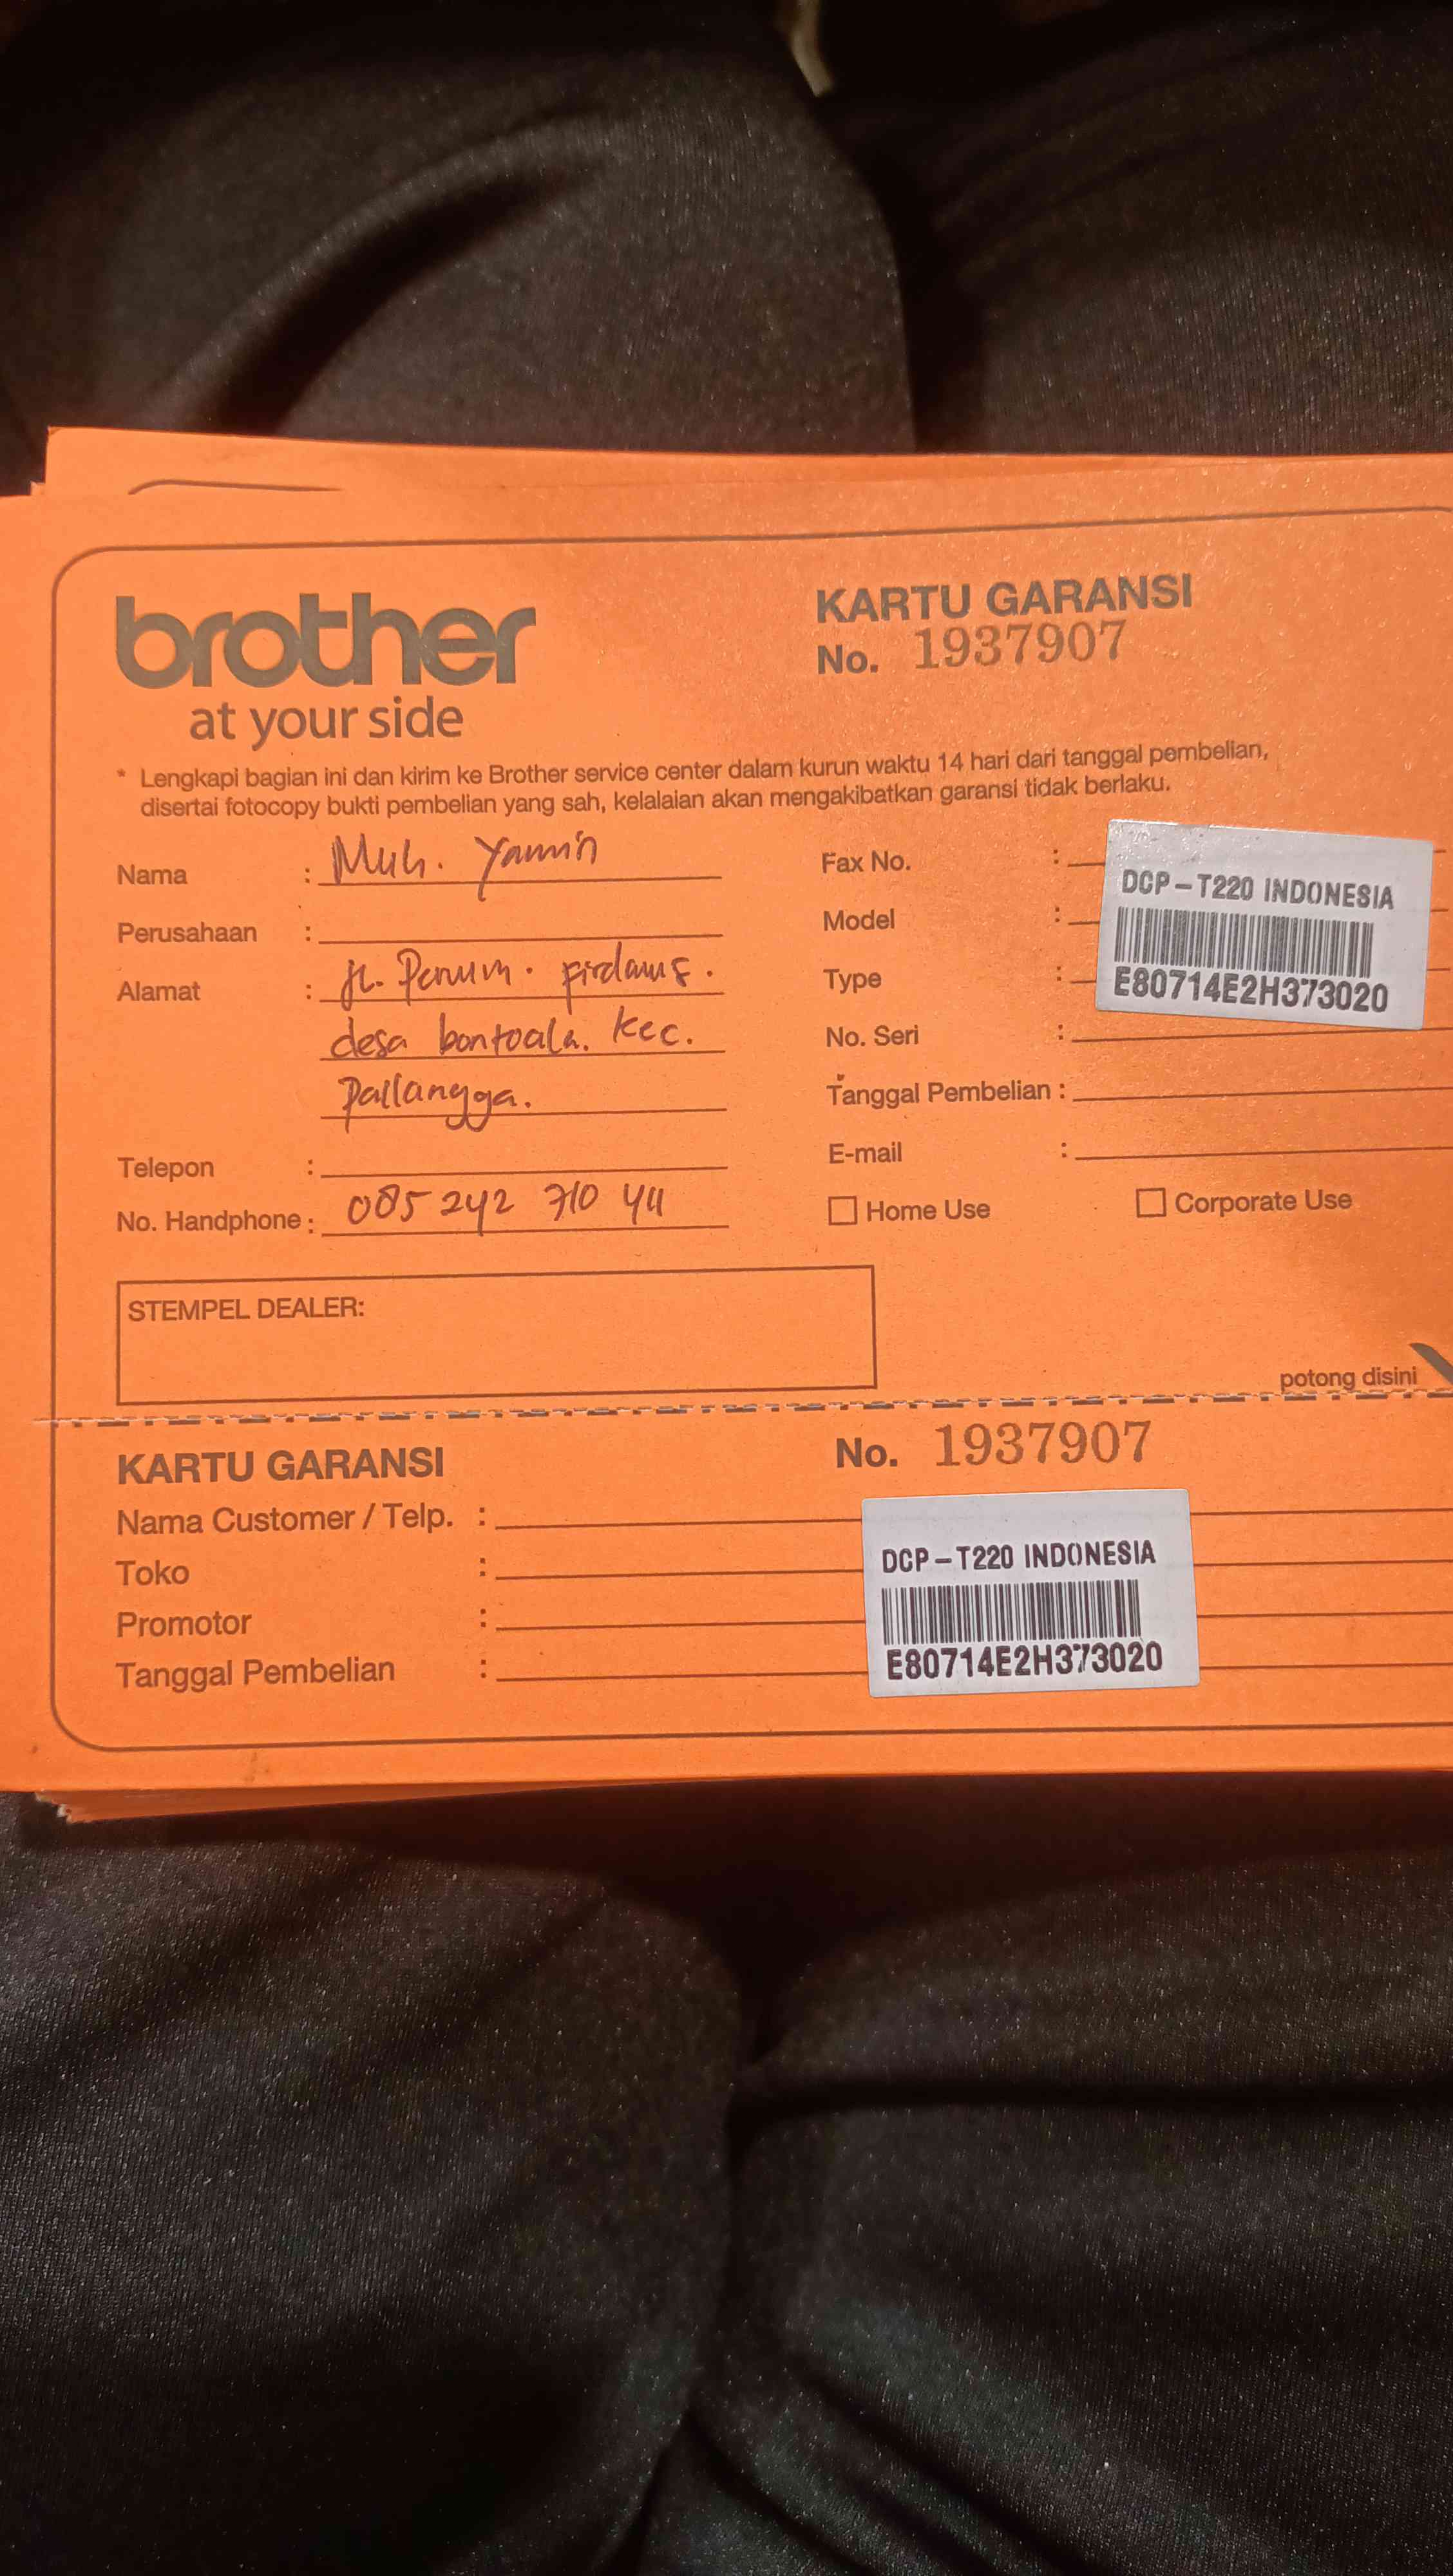 brother
at your side
KARTU GARANSI
No. 1937907
* Lengkapi bagian ini dan kirim ke Brother service center dalam kurun waktu 14 hari dari tanggal pembelian,
disertai fotocopy bukti pembelian yang sah, kelalaian akan mengakibatkan garansi tidak berlaku.
Nama : Muh. Yamin
Perusahaan :
Alamat : jl. Perum. firdaus.
desa bontoala. Kec.
Pallangga.
Telepon :
No. Handphone : 085 242 710 411
Fax No. :
Model :
Type :
No. Seri :
Tanggal Pembelian :
E-mail :
Home Use
Corporate Use
DCP-T220 INDONESIA
E80714E2H373020
STEMPEL DEALER:
potong disini
KARTU GARANSI
No. 1937907
Nama Customer / Telp. :
Toko :
Promotor :
Tanggal Pembelian :
DCP-T220 INDONESIA
E80714E2H373020